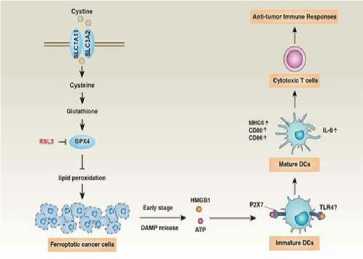 Cystine
SLC7A11
SLC3A2
Cysteine
Glutathione
RSL3
GPX4
lipid peroxidation
Ferroptotic cancer cells
Early stage
DAMP release
HMGB1
ATP
Anti-tumor Immune Responses
Cytotoxic T cells
MHCII↑
CD80↑
CD86↑
IL-6↑
Mature DCs
P2X7
TLR4?
Immature DCs